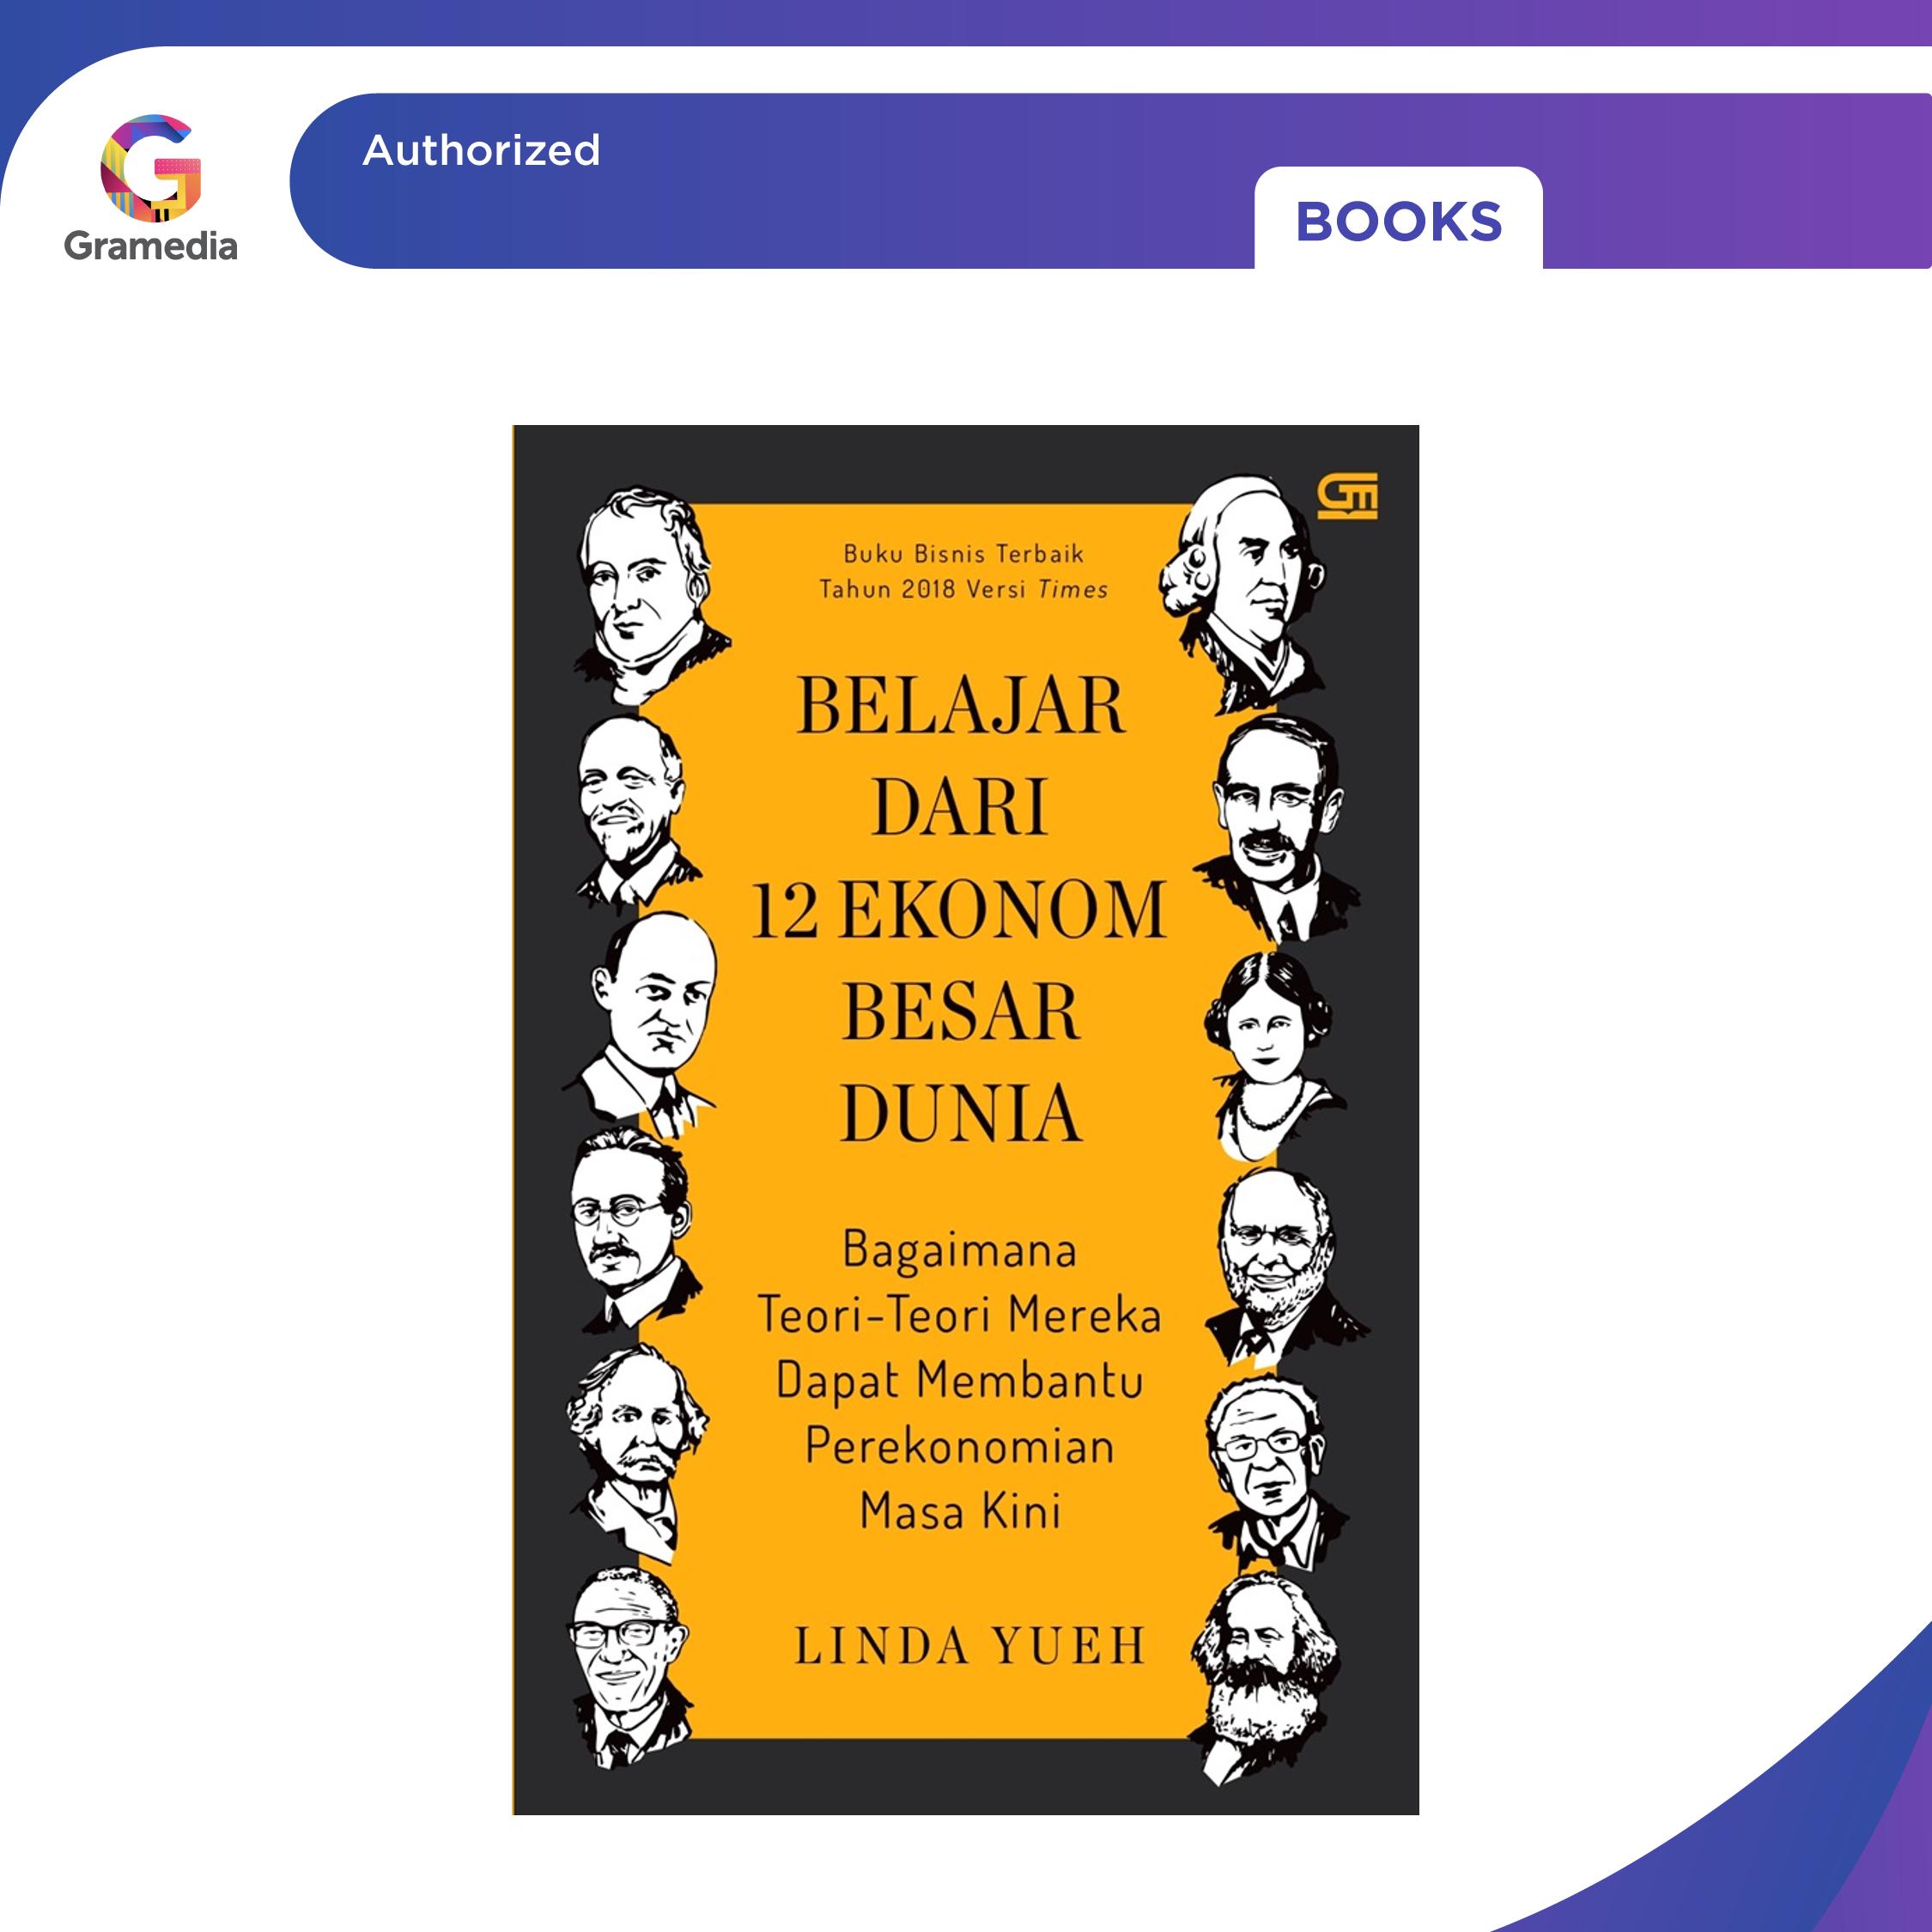 Gramedia
Authorized
BOOKS
GM
Buku Bisnis Terbaik
Tahun 2018 Versi Times
BELAJAR
DARI
12 EKONOM
BESAR
DUNIA
Bagaimana
Teori-Teori Mereka
Dapat Membantu
Perekonomian
Masa Kini
LINDA YUEH